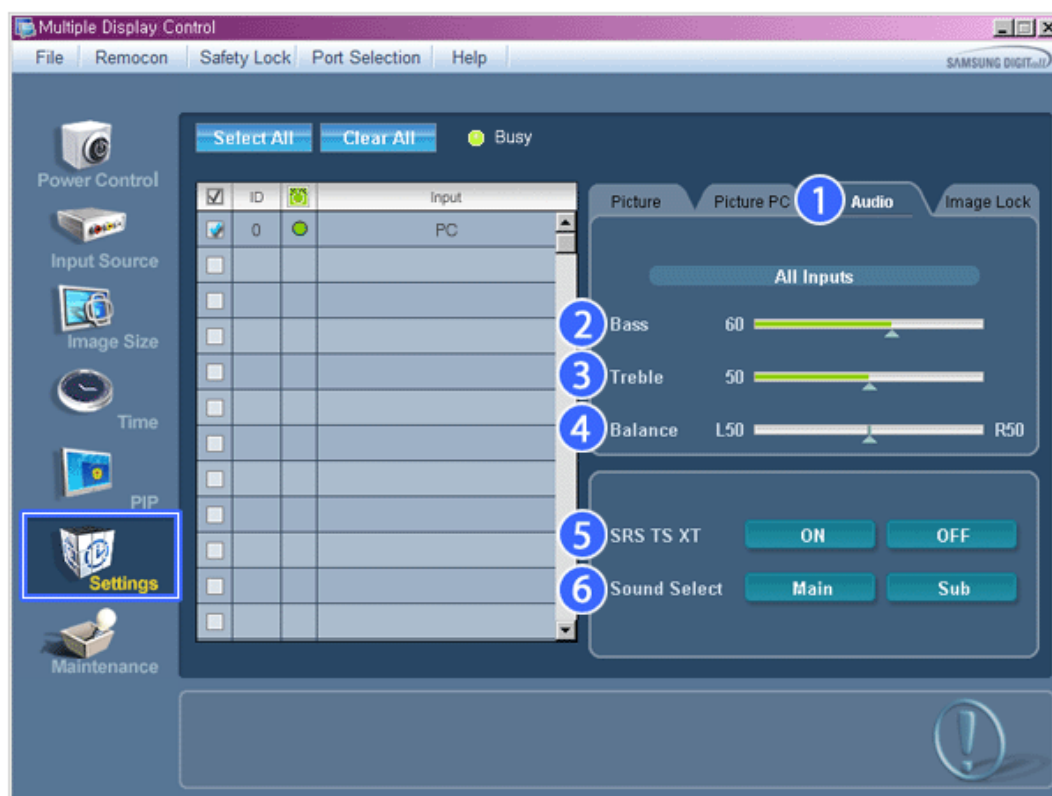 Multiple Display Control
File Remocon Safety Lock Port Selection Help
SAMSUNG DIGITall
Select All Clear All Busy
Power Control
Input Source
Image Size
Time
PIP
Settings
Maintenance
ID Input
0 PC
Picture Picture PC 1 Audio Image Lock
All Inputs
2 Bass 60
3 Treble 50
4 Balance L50 R50
5 SRS TS XT ON OFF
6 Sound Select Main Sub